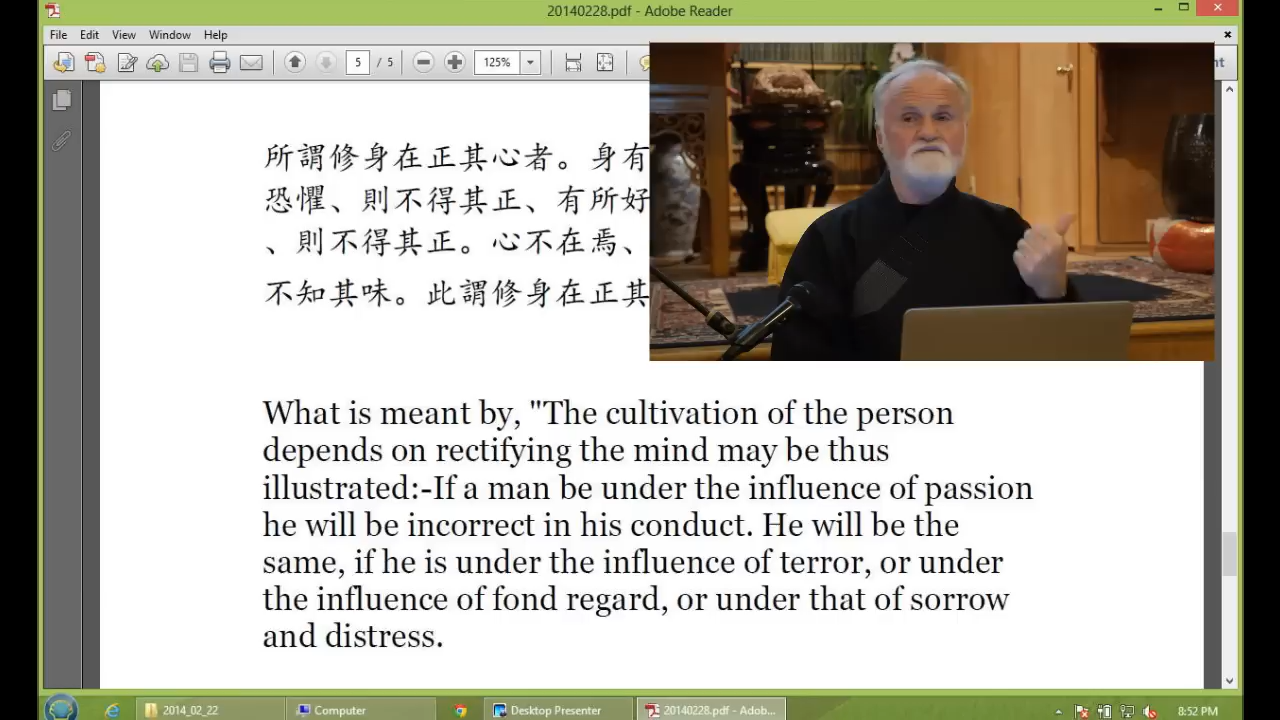 20140228.pdf - Adobe Reader
File Edit View Window Help
5 / 5 125%
nt
所謂修身在正其心者。身有
恐懼、則不得其正、有所好
、則不得其正。心不在焉、
不知其味。此謂修身在正其
What is meant by, "The cultivation of the person
depends on rectifying the mind may be thus
illustrated:-If a man be under the influence of passion
he will be incorrect in his conduct. He will be the
same, if he is under the influence of terror, or under
the influence of fond regard, or under that of sorrow
and distress.
2014_02_22 Computer Desktop Presenter 20140228.pdf - Adob... 8:52 PM